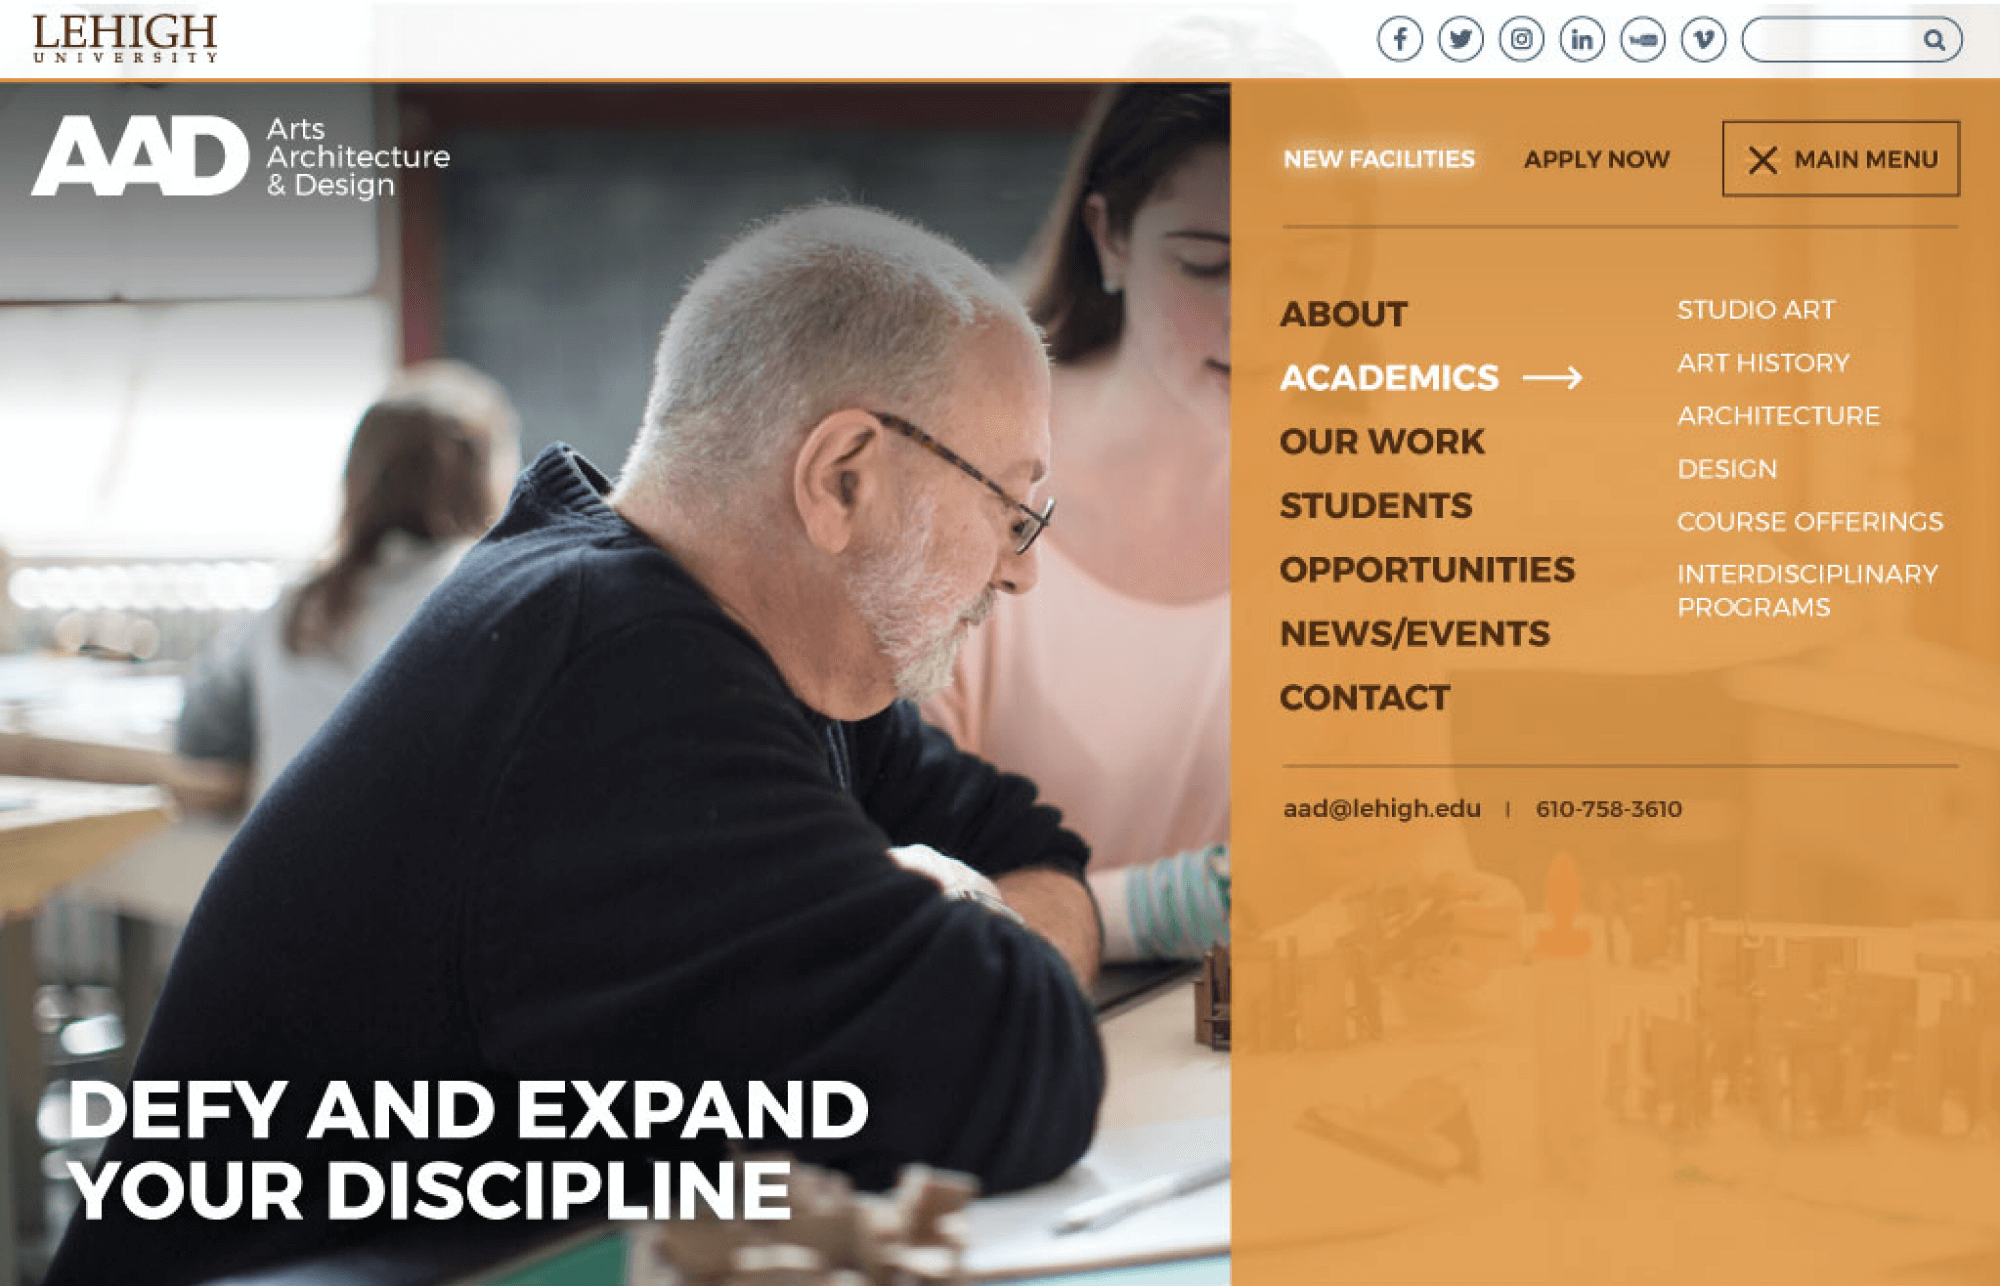 LEHIGH
UNIVERSITY
AAD
Arts
Architecture
& Design
NEW FACILITIES
APPLY NOW
MAIN MENU
ABOUT
ACADEMICS
OUR WORK
STUDENTS
OPPORTUNITIES
NEWS/EVENTS
CONTACT
STUDIO ART
ART HISTORY
ARCHITECTURE
DESIGN
COURSE OFFERINGS
INTERDISCIPLINARY
PROGRAMS
aad@lehigh.edu | 610-758-3610
DEFY AND EXPAND
YOUR DISCIPLINE